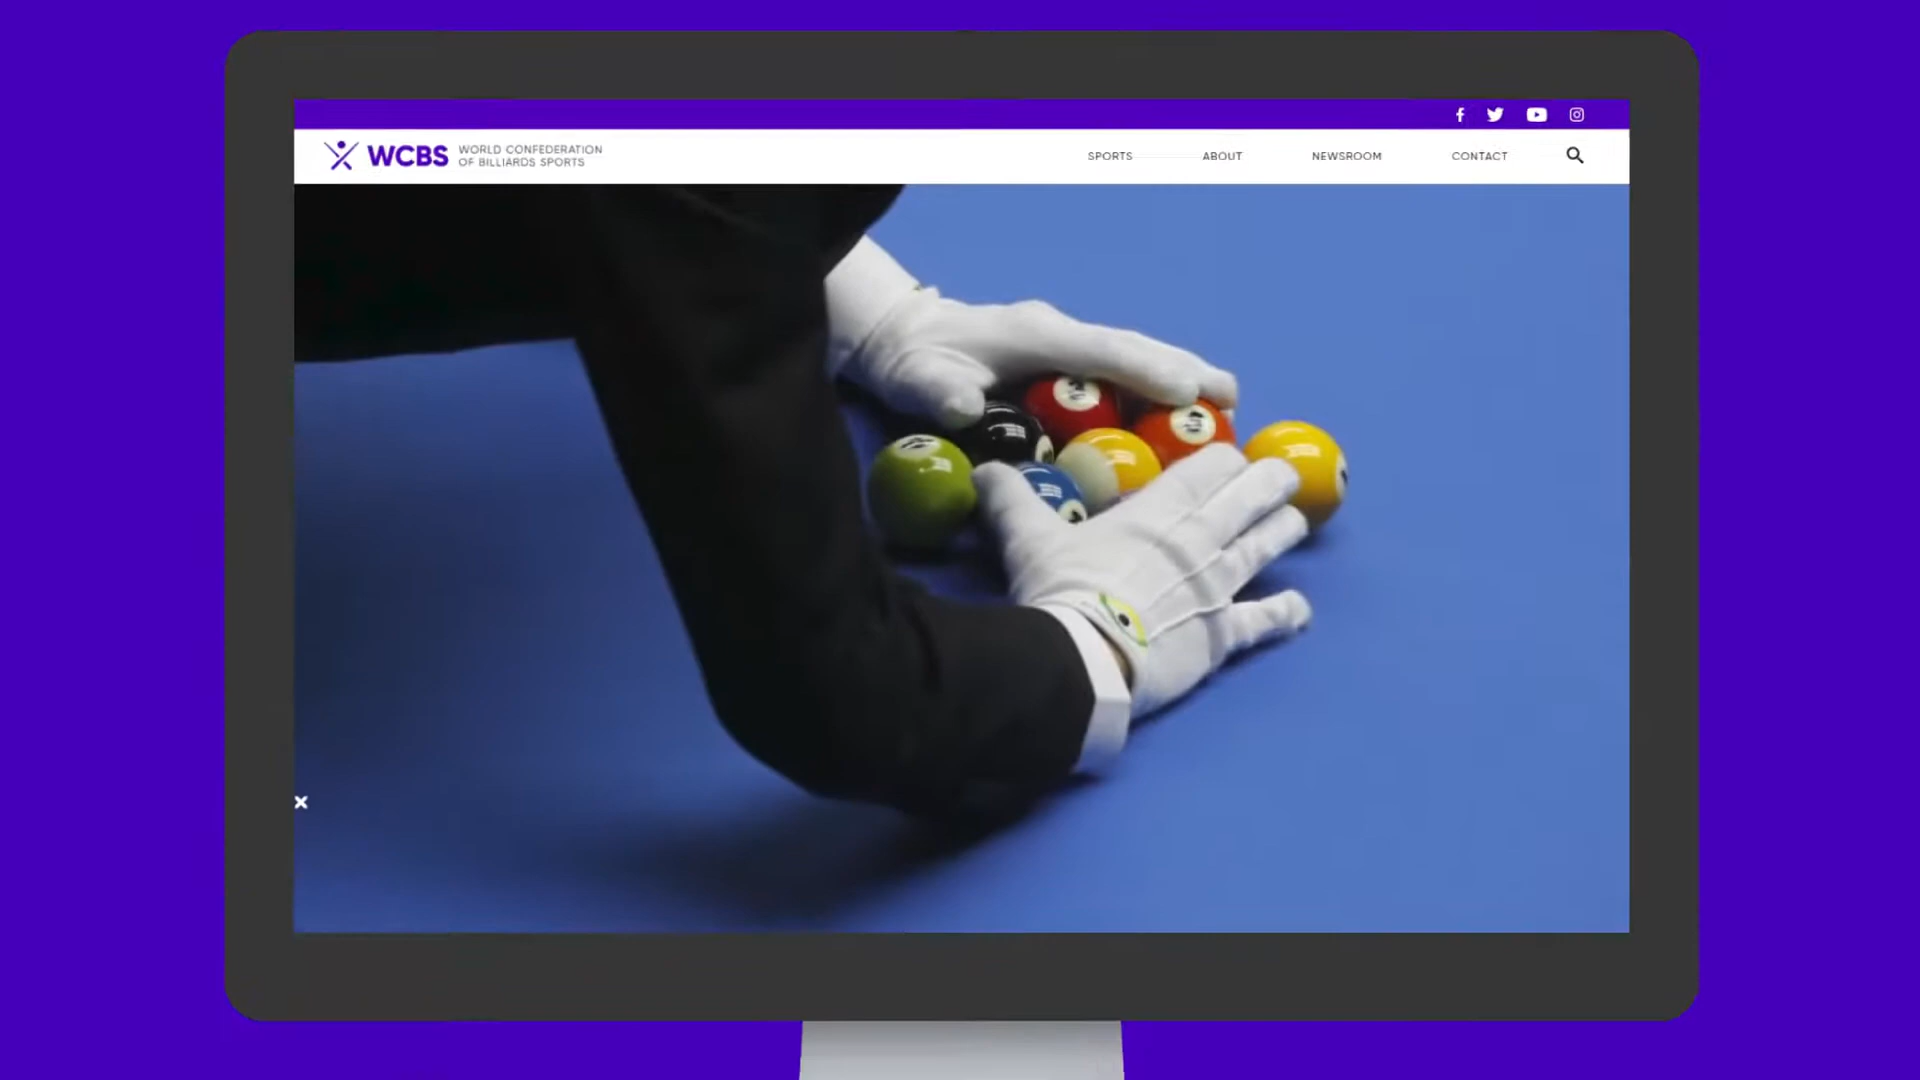 WCBS
WORLD CONFEDERATION
OF BILLIARDS SPORTS
SPORTS
ABOUT
NEWSROOM
CONTACT